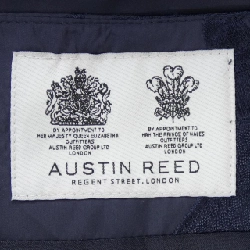 BY APPOINTMENT TO
HER MAJESTY QUEEN ELIZABETH II
OUTFITTERS
AUSTIN REED GROUP LTD
LONDON
BY APPOINTMENT TO
HRH THE PRINCE OF WALES
OUTFITTERS
AUSTIN REED GROUP LTD
LONDON
AUSTIN REED
REGENT STREET, LONDON